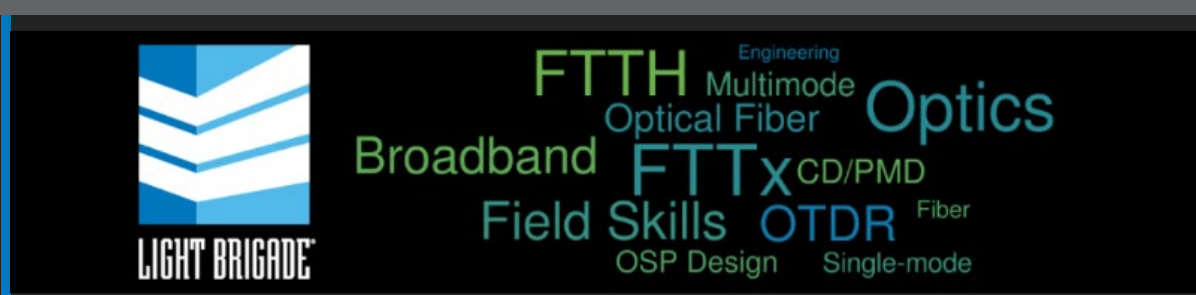 LIGHT BRIGADE®
FTTH
Engineering
Multimode
Optical Fiber
Optics
Broadband
FTTx
CD/PMD
Field Skills
OTDR
Fiber
OSP Design
Single-mode